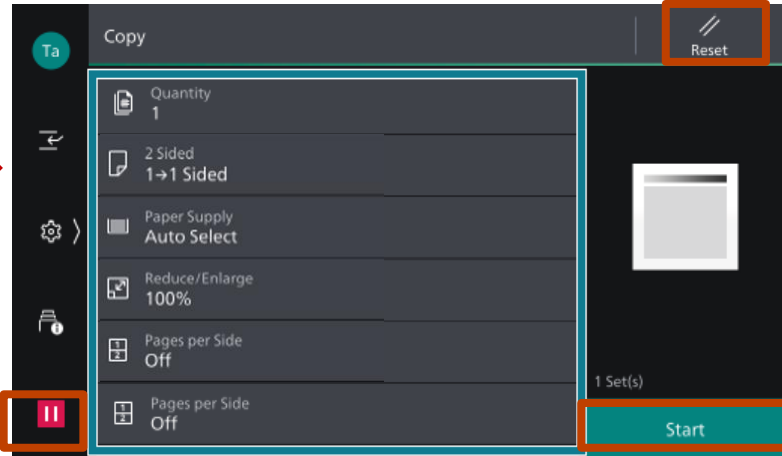 Ta
Copy
Reset
Quantity
1
2 Sided
1→1 Sided
Paper Supply
Auto Select
Reduce/Enlarge
100%
Pages per Side
Off
Pages per Side
Off
1 Set(s)
Start